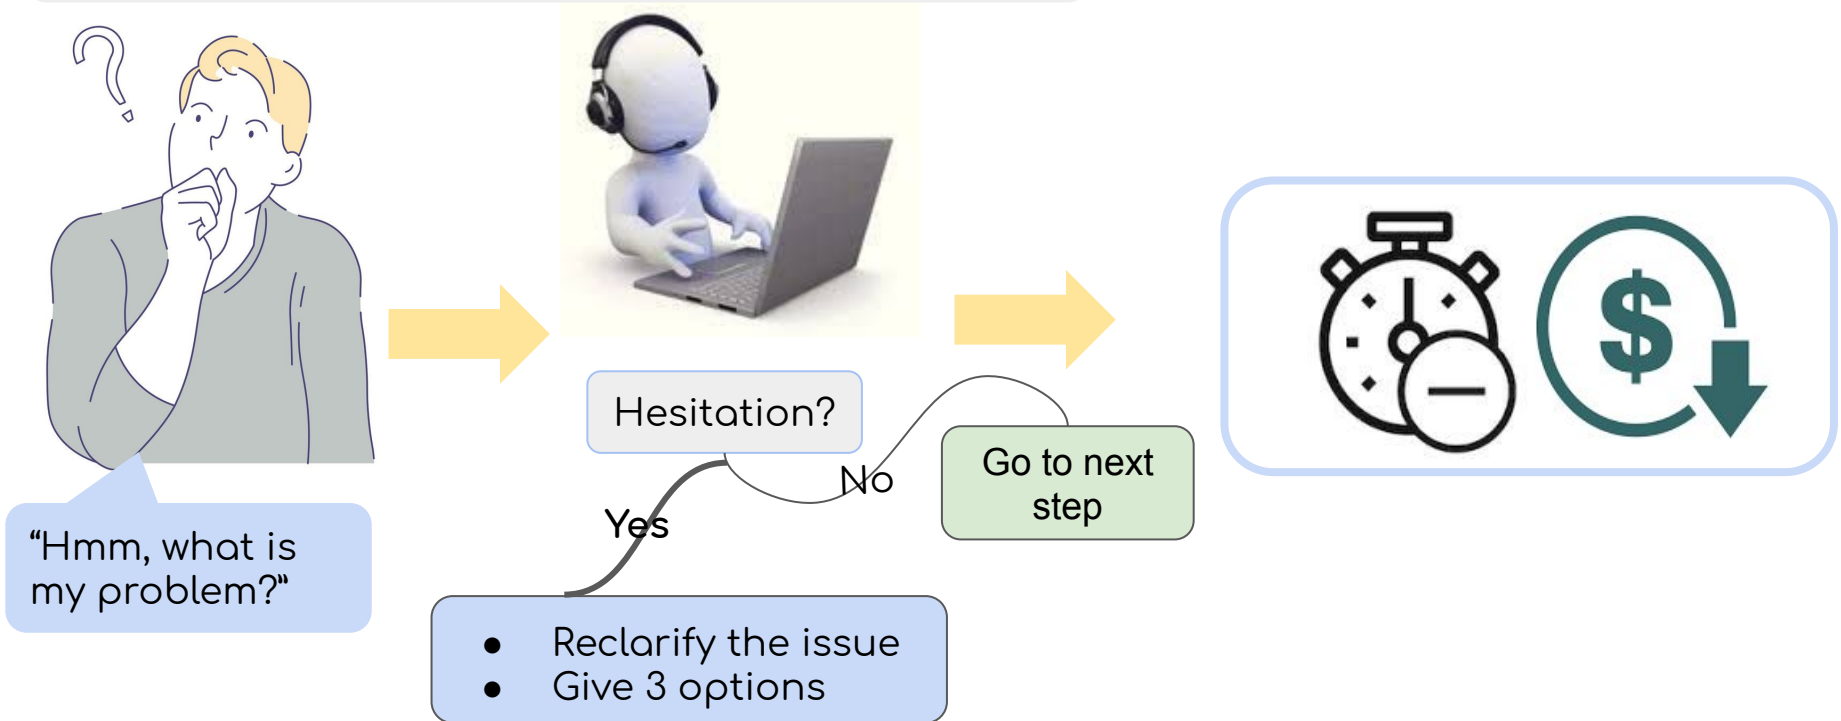 “Hmm, what is
my problem?”
Hesitation?
Yes
No
Go to next
step
● Reclarify the issue
● Give 3 options
$